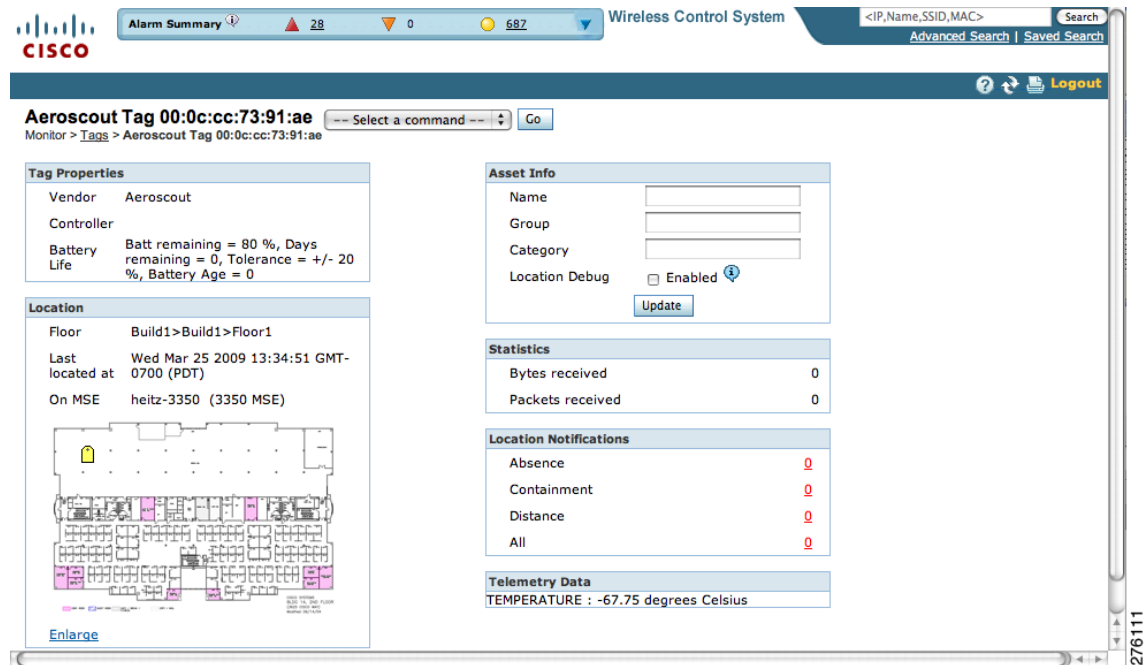 Alarm Summary 28 0 687
Wireless Control System
<IP,Name,SSID,MAC> Search
Advanced Search | Saved Search
CISCO
Logout
Aeroscout Tag 00:0c:cc:73:91:ae -- Select a command -- Go
Monitor > Tags > Aeroscout Tag 00:0c:cc:73:91:ae
Tag Properties
Vendor Aeroscout
Controller
Battery Life Batt remaining = 80 %, Days
remaining = 0, Tolerance = +/- 20
%, Battery Age = 0
Location
Floor Build1>Build1>Floor1
Last located at Wed Mar 25 2009 13:34:51 GMT-
0700 (PDT)
On MSE heitz-3350 (3350 MSE)
CISCO SYSTEMS
BLDG 14, 2ND FLOOR
Enlarge
Asset Info
Name
Group
Category
Location Debug Enabled
Update
Statistics
Bytes received 0
Packets received 0
Location Notifications
Absence 0
Containment 0
Distance 0
All 0
Telemetry Data
TEMPERATURE : -67.75 degrees Celsius
276111